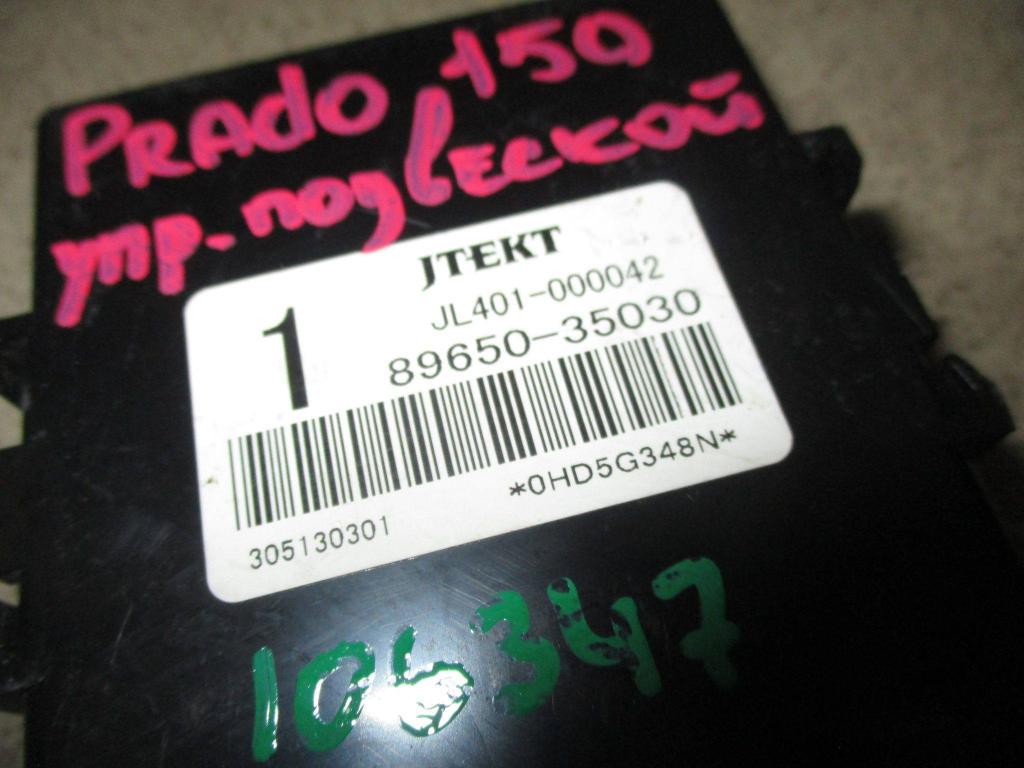 PRAdO 150
упр. подвеской
JTEKT
1
JL401-000042
89650-35030
*0HD5G348N*
305130301
106347